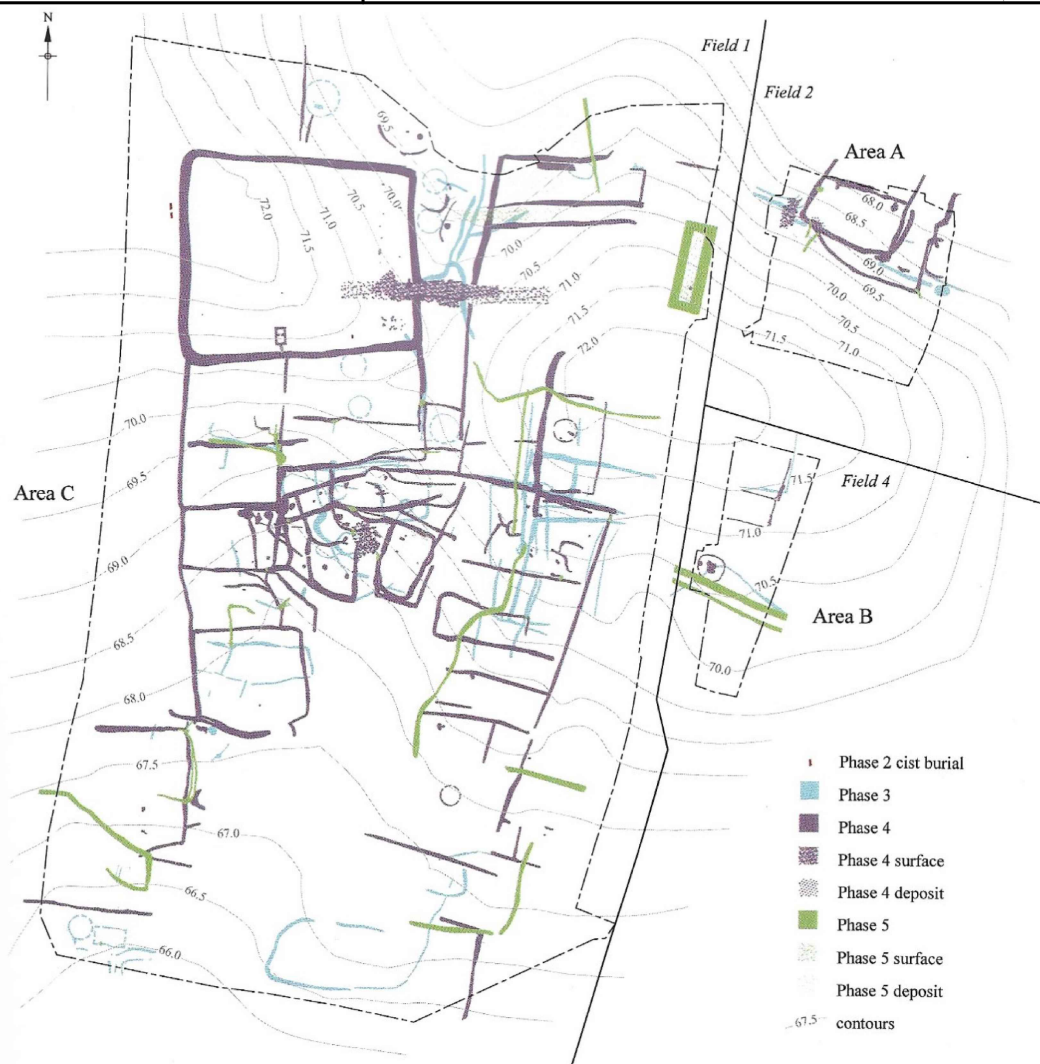 N
Field 1
Field 2
Area A
69.5
72.0
71.0
70.5
70.0
71.5
68.0
68.5
69.0
69.5
70.0
70.5
71.0
71.5
70.0
70.5
71.0
71.5
72.0
70.0
69.5
Area C
69.0
68.5
68.0
67.5
67.0
66.5
66.0
Field 4
71.5
71.0
70.5
Area B
70.0
Phase 2 cist burial
Phase 3
Phase 4
Phase 4 surface
Phase 4 deposit
Phase 5
Phase 5 surface
Phase 5 deposit
67.5 contours